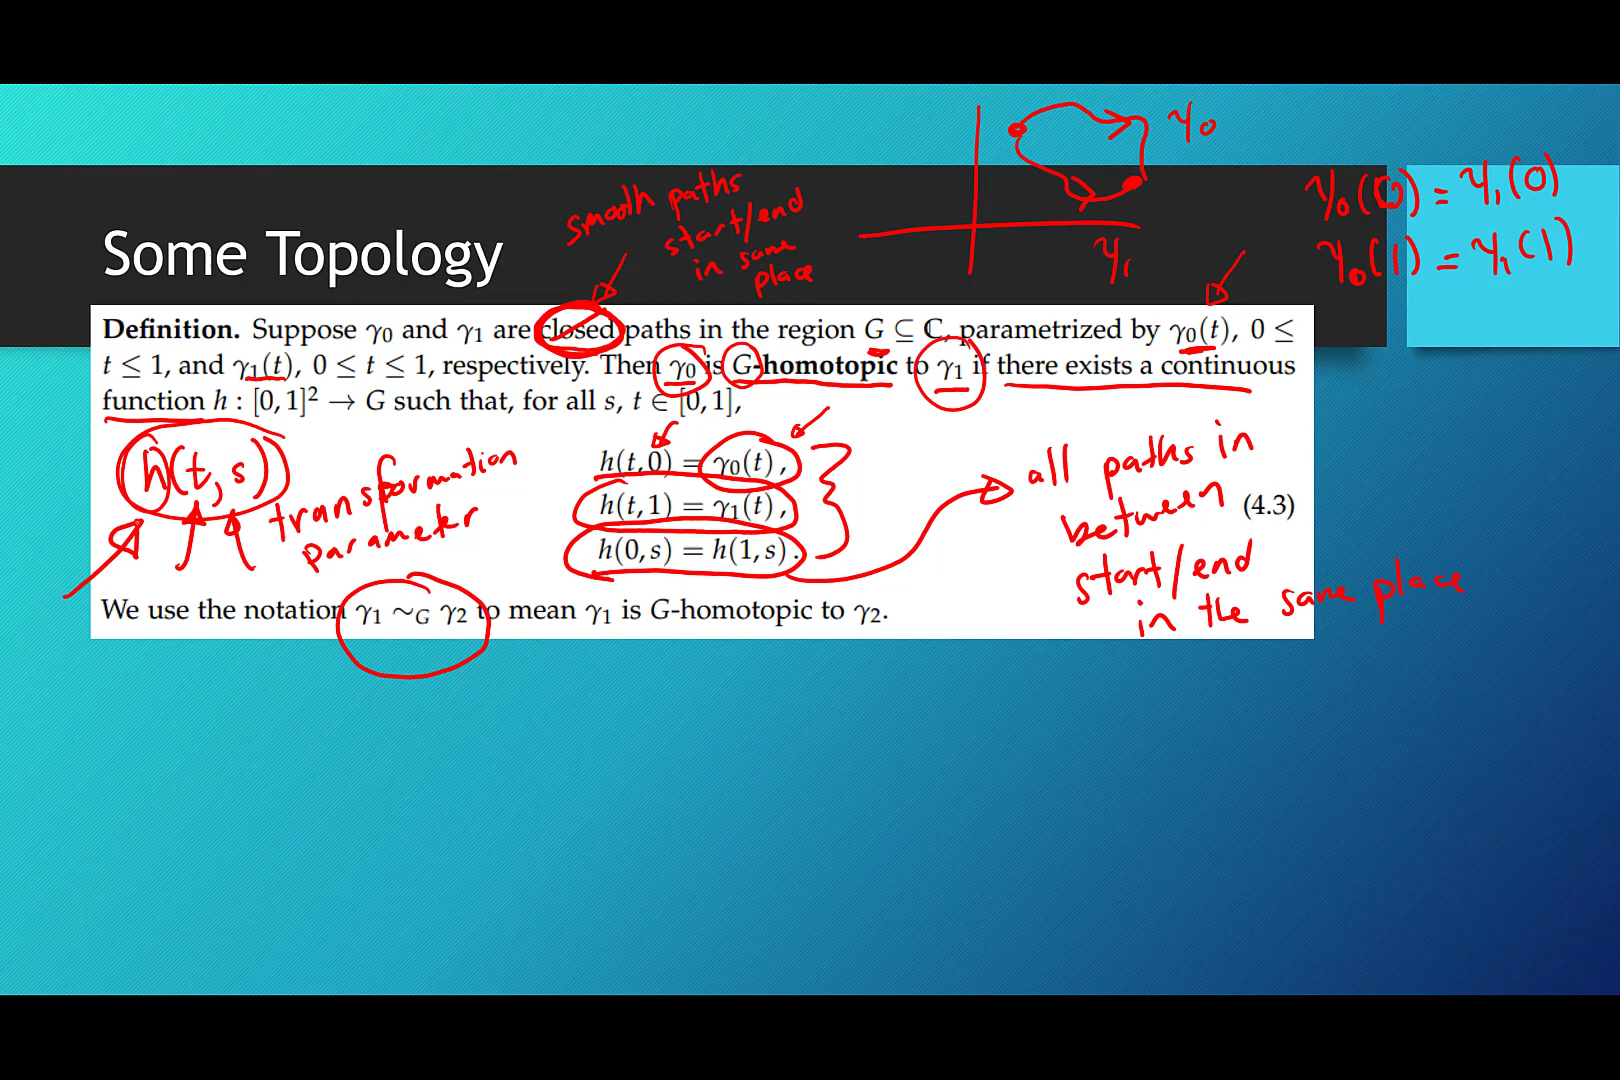 γ₀
γ₀(0) = γ₁(0)
γ₀(1) = γ₁(1)
smooth paths
start/end
in same
place
γ₁
Some Topology
Definition. Suppose γ₀ and γ₁ are closed paths in the region G ⊆ ℂ, parametrized by γ₀(t), 0 ≤
t ≤ 1, and γ₁(t), 0 ≤ t ≤ 1, respectively. Then γ₀ is G-homotopic to γ₁ if there exists a continuous
function h : [0, 1]² → G such that, for all s, t ∈ [0, 1],
h(t, s)
transformation
parameter
h(t, 0) = γ₀(t),
h(t, 1) = γ₁(t),
h(0, s) = h(1, s).
(4.3)
all paths in
between
start/end
in the same place
We use the notation γ₁ ∼G γ₂ to mean γ₁ is G-homotopic to γ₂.